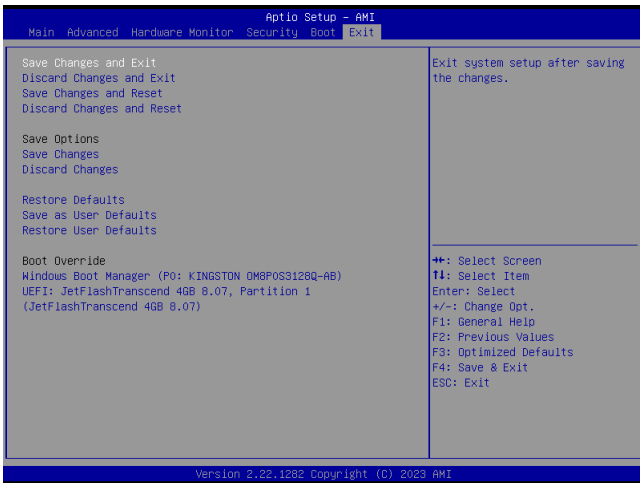 Aptio Setup – AMI
Main Advanced Hardware Monitor Security Boot Exit
Save Changes and Exit
Discard Changes and Exit
Save Changes and Reset
Discard Changes and Reset
Save Options
Save Changes
Discard Changes
Restore Defaults
Save as User Defaults
Restore User Defaults
Boot Override
Windows Boot Manager (P0: KINGSTON OM8P0S3128Q-AB)
UEFI: JetFlashTranscend 4GB 8.07, Partition 1
(JetFlashTranscend 4GB 8.07)
Exit system setup after saving
the changes.
→←: Select Screen
↑↓: Select Item
Enter: Select
+/-: Change Opt.
F1: General Help
F2: Previous Values
F3: Optimized Defaults
F4: Save & Exit
ESC: Exit
Version 2.22.1282 Copyright (C) 2023 AMI